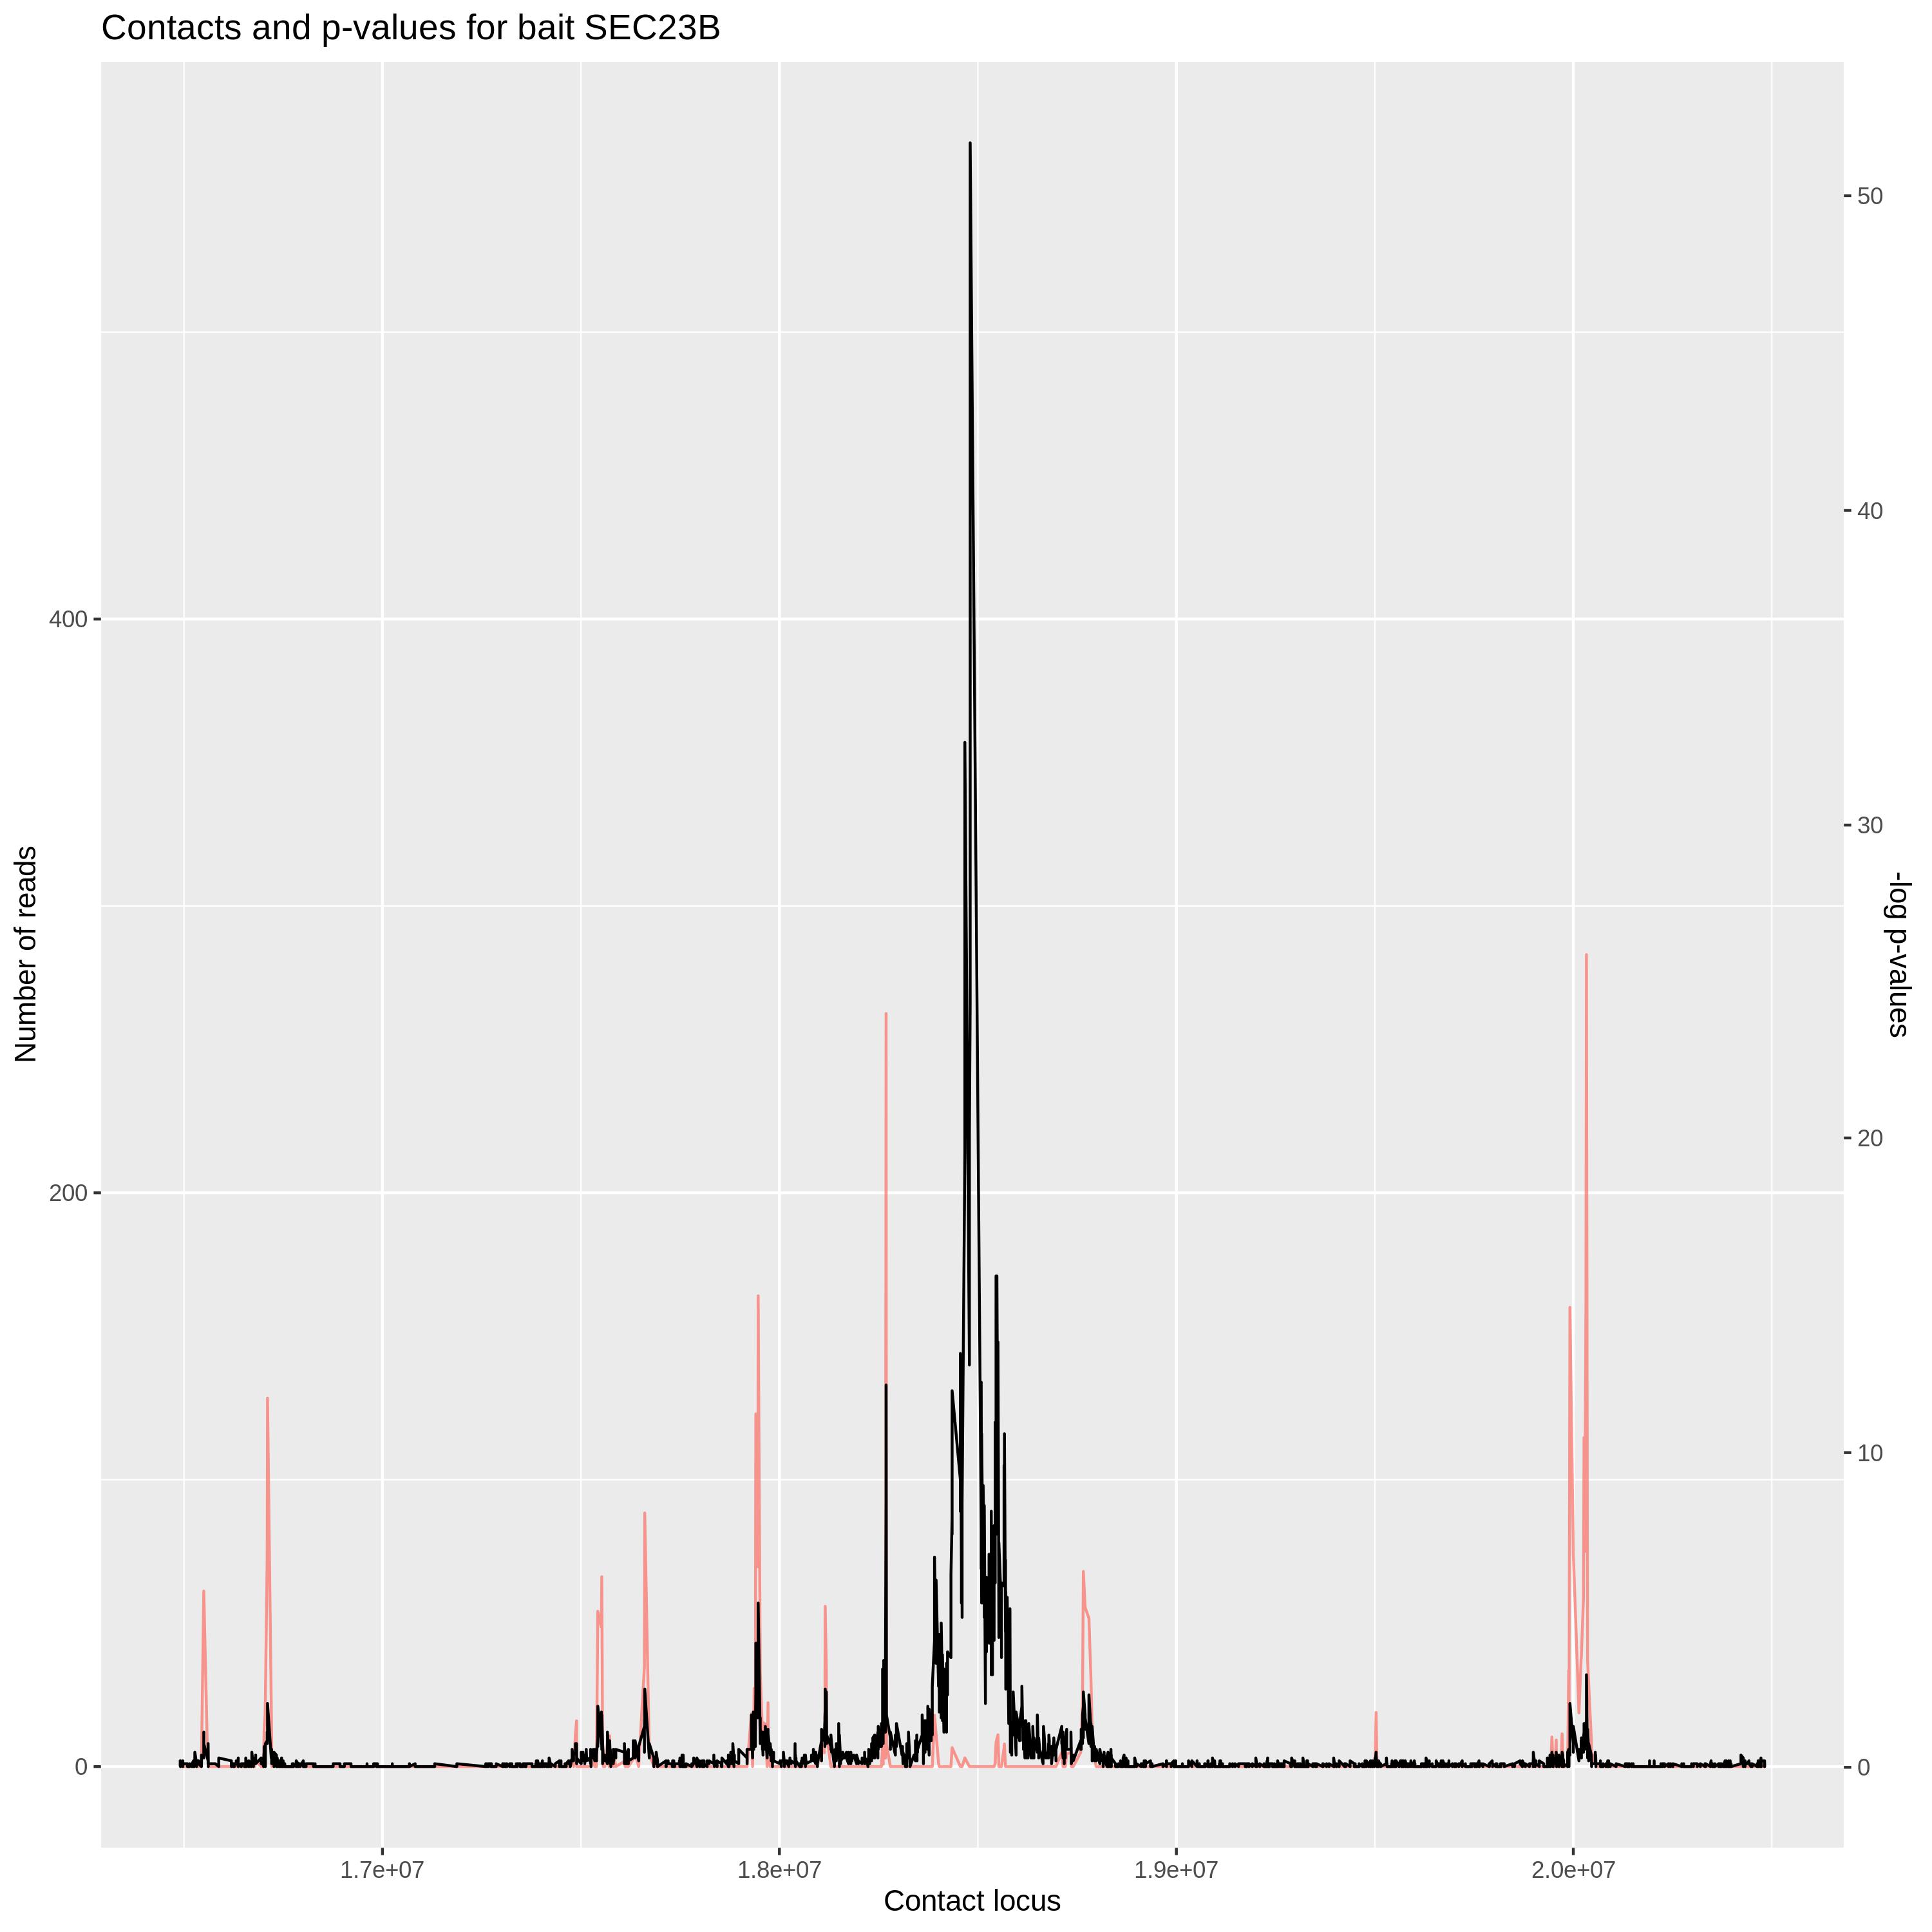 Contacts and p-values for bait SEC23B
Number of reads
400
200
0
50
40
30
20
10
0
-log p-values
1.7e+07
1.8e+07
1.9e+07
2.0e+07
Contact locus